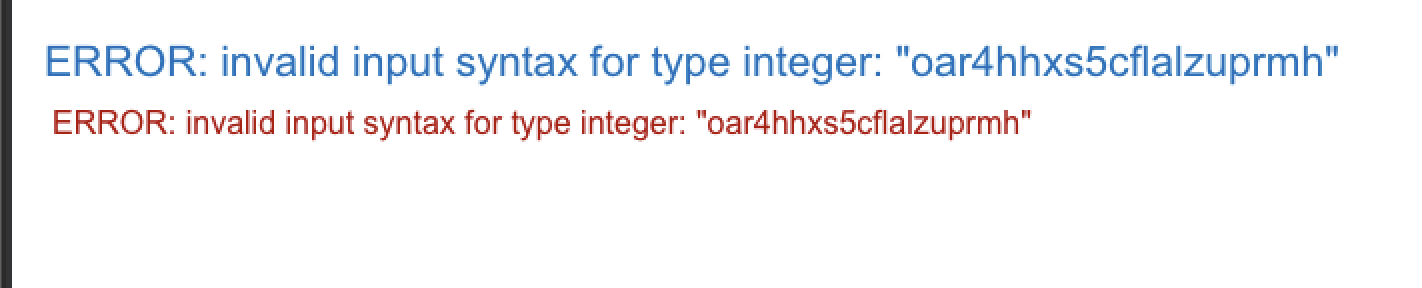 ERROR: invalid input syntax for type integer: "oar4hhxs5cflalzuprmh"
ERROR: invalid input syntax for type integer: "oar4hhxs5cflalzuprmh"